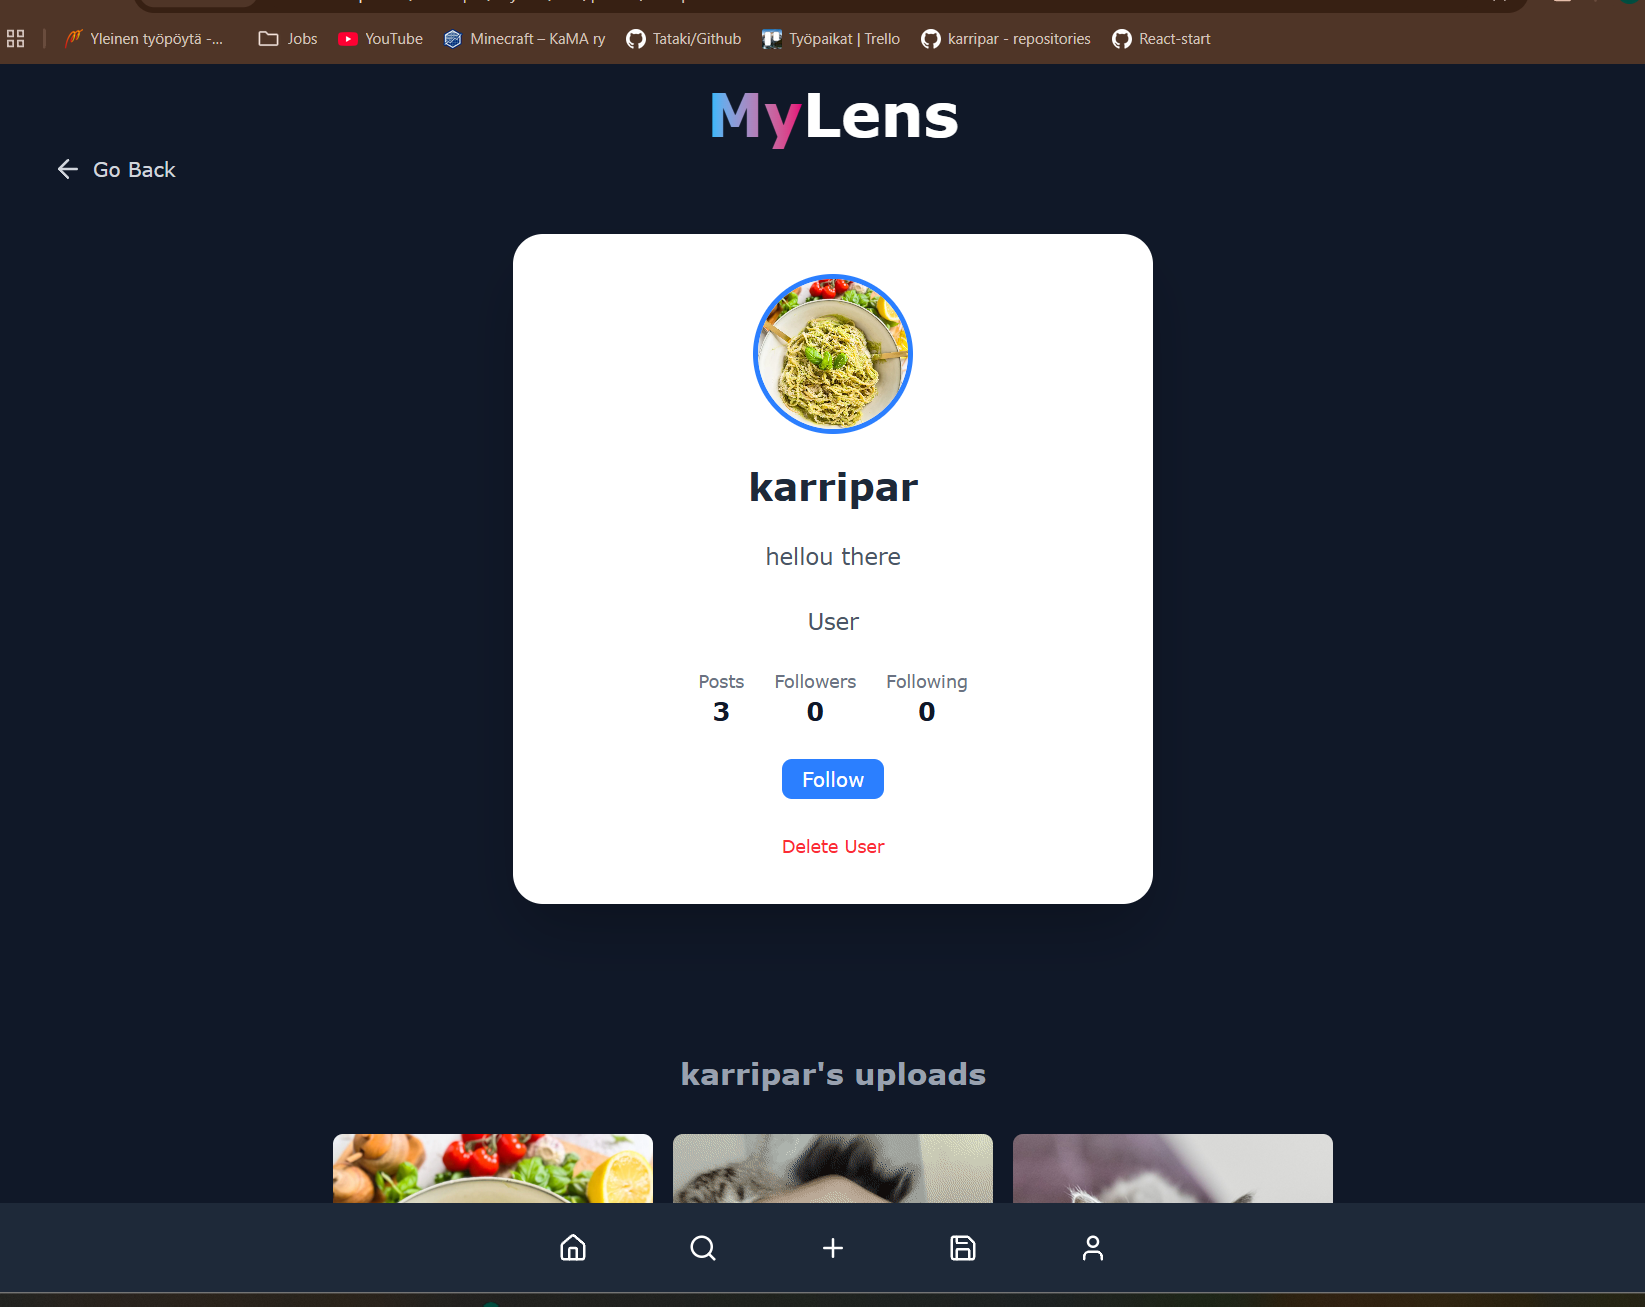 Yleinen työpöytä -... Jobs YouTube Minecraft – KaMA ry Tataki/Github Työpaikat | Trello karripar - repositories React-start
MyLens
Go Back
karripar
hellou there
User
Posts Followers Following
3 0 0
Follow
Delete User
karripar's uploads